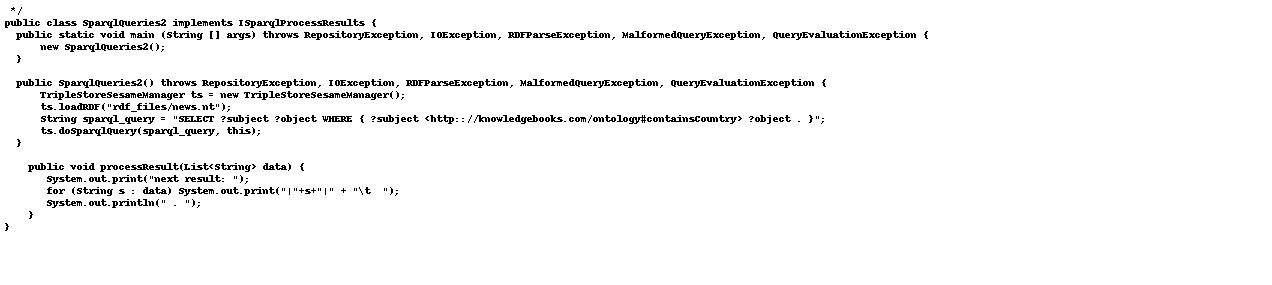 */
public class SparqlQueries2 implements ISparqlProcessResults {
public static void main (String [] args) throws RepositoryException, IOException, RDFParseException, MalformedQueryException, QueryEvaluationException {
new SparqlQueries2();
}
public SparqlQueries2() throws RepositoryException, IOException, RDFParseException, MalformedQueryException, QueryEvaluationException {
TripleStoreSesameManager ts = new TripleStoreSesameManager();
ts.loadRDF("rdf_files/news.nt");
String sparql_query = "SELECT ?subject ?object WHERE { ?subject <http:://knowledgebooks.com/ontology#containsCountry> ?object . }";
ts.doSparqlQuery(sparql_query, this);
}
public void processResult(List<String> data) {
System.out.print("next result: ");
for (String s : data) System.out.print("|"+s+"|" + "\t  ");
System.out.println(" . ");
}
}